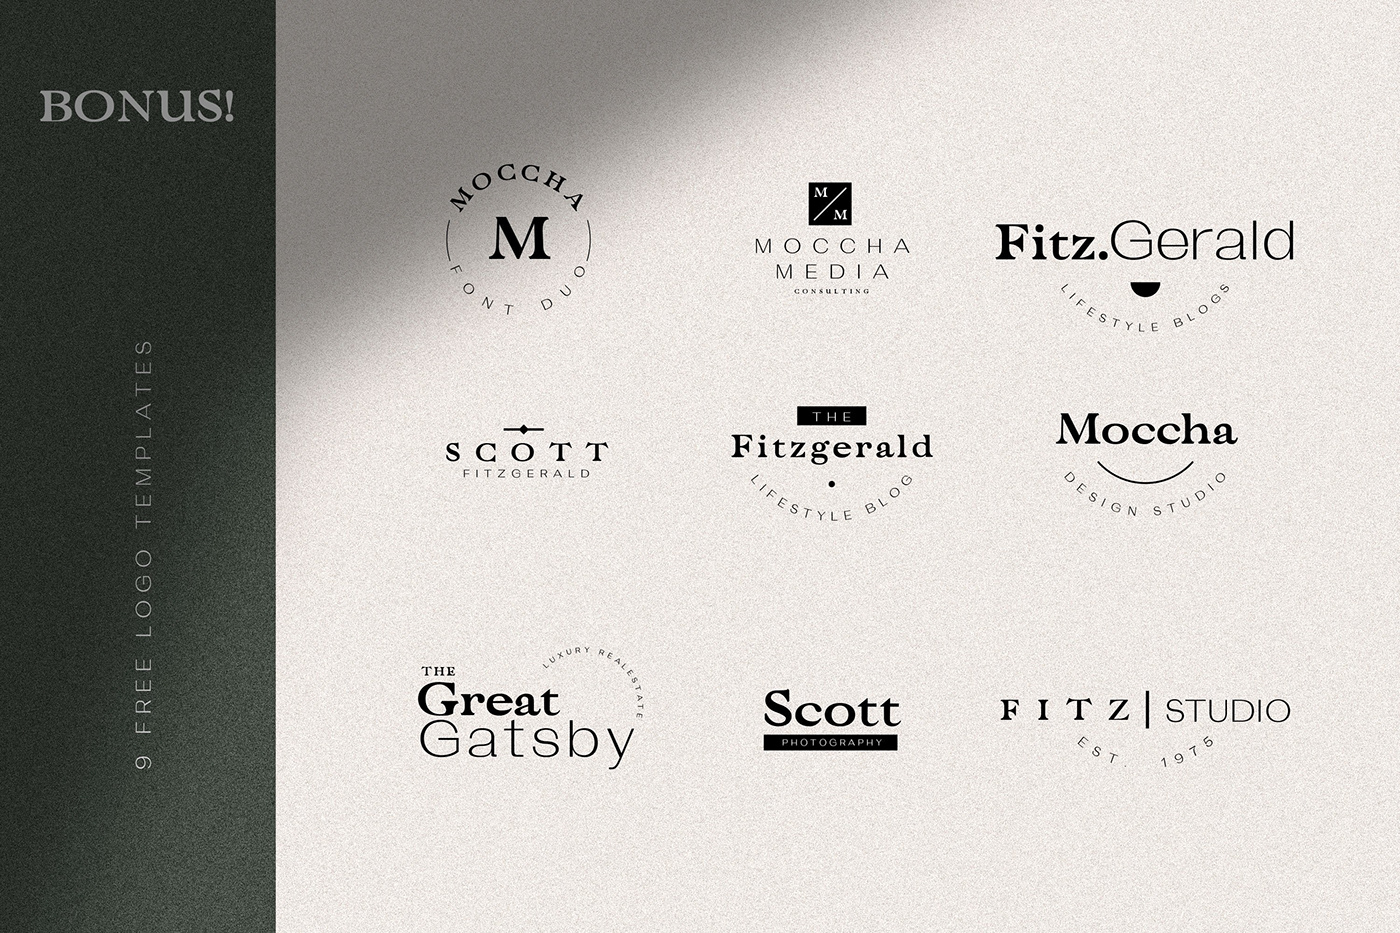 BONUS!
9 FREE LOGO TEMPLATES
MOCCHA
M
FONT DUO
M/M
MOCCHA
MEDIA
CONSULTING
Fitz.Gerald
LIFESTYLE BLOGS
SCOTT
FITZGERALD
THE
Fitzgerald
LIFESTYLE BLOG
Moccha
DESIGN STUDIO
THE
Great
Gatsby
LUXURY REALESTATE
Scott
PHOTOGRAPHY
FITZ|STUDIO
EST. 1975